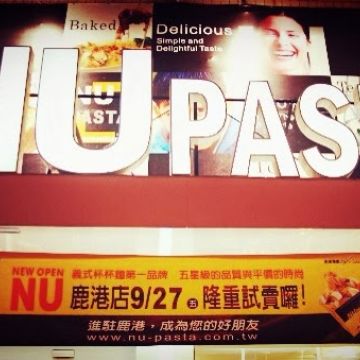 Baked
Delicious
Simple and
Delightful Taste
NU
PASTA
NU PAS
NEW OPEN
NU
義式杯杯麵第一品牌 五星級的品質與平價的時尚
鹿港店9/27 五 隆重試賣囉!
進駐鹿港，成為您的好朋友
www.nu-pasta.com.tw